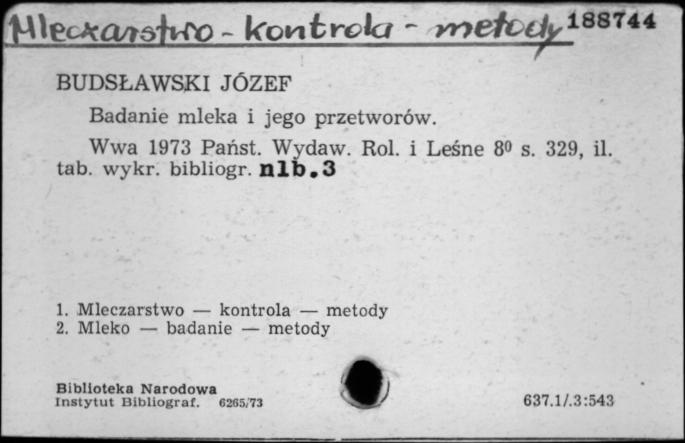 Mleczarstwo - kontrola - metody 188744
BUDSŁAWSKI JÓZEF
Badanie mleka i jego przetworów.
Wwa 1973 Państ. Wydaw. Rol. i Leśne 8⁰ s. 329, il.
tab. wykr. bibliogr. nlb.3
1. Mleczarstwo — kontrola — metody
2. Mleko — badanie — metody
Biblioteka Narodowa
Instytut Bibliograf. 6265/73
637.1/.3:543